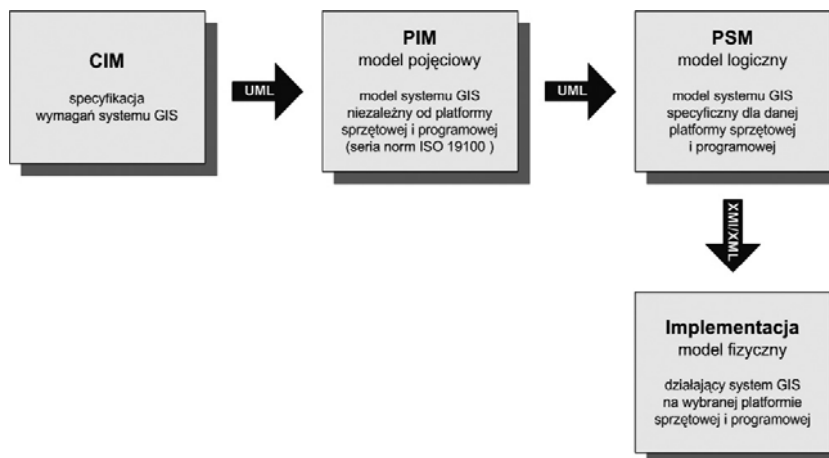 CIM
specyfikacja
wymagań systemu GIS
UML
PIM
model pojęciowy
model systemu GIS
niezależny od platformy
sprzętowej i programowej
(seria norm ISO 19100 )
UML
PSM
model logiczny
model systemu GIS
specyficzny dla danej
platformy sprzętowej
i programowej
XMI/XML
Implementacja
model fizyczny
działający system GIS
na wybranej platformie
sprzętowej i programowej